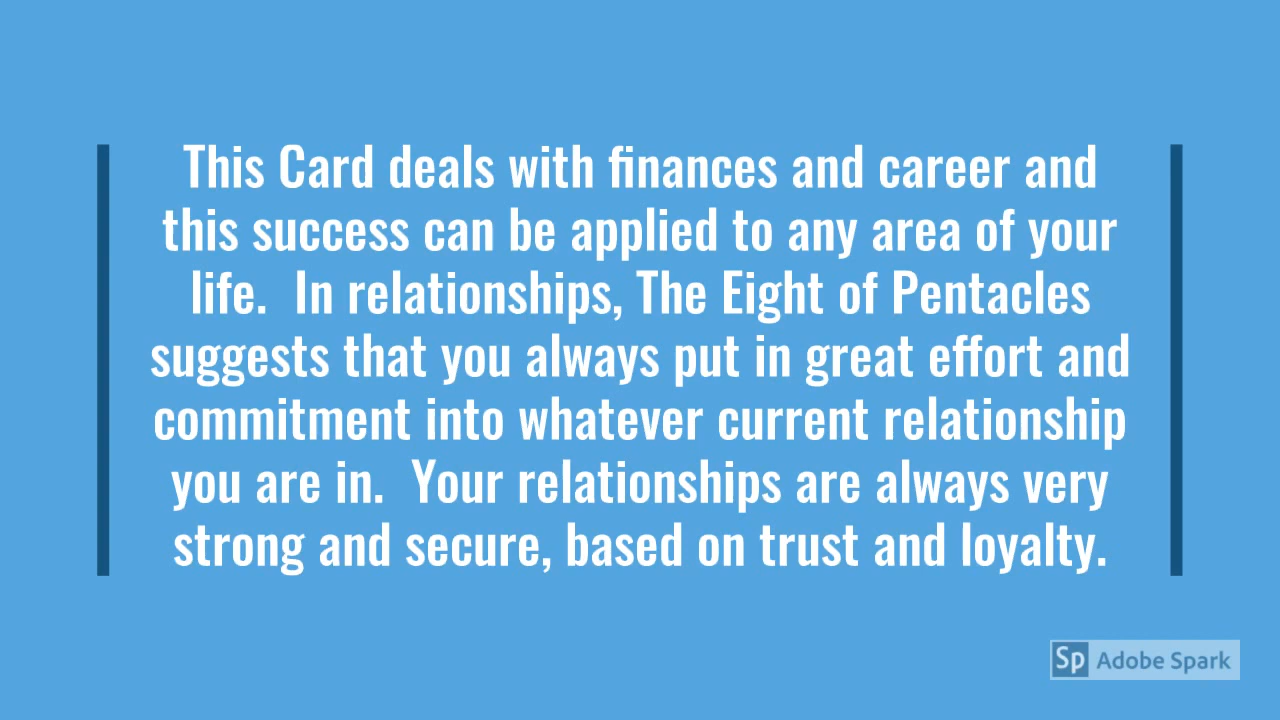 This Card deals with finances and career and
this success can be applied to any area of your
life.  In relationships, The Eight of Pentacles
suggests that you always put in great effort and
commitment into whatever current relationship
you are in.  Your relationships are always very
strong and secure, based on trust and loyalty.
Sp Adobe Spark